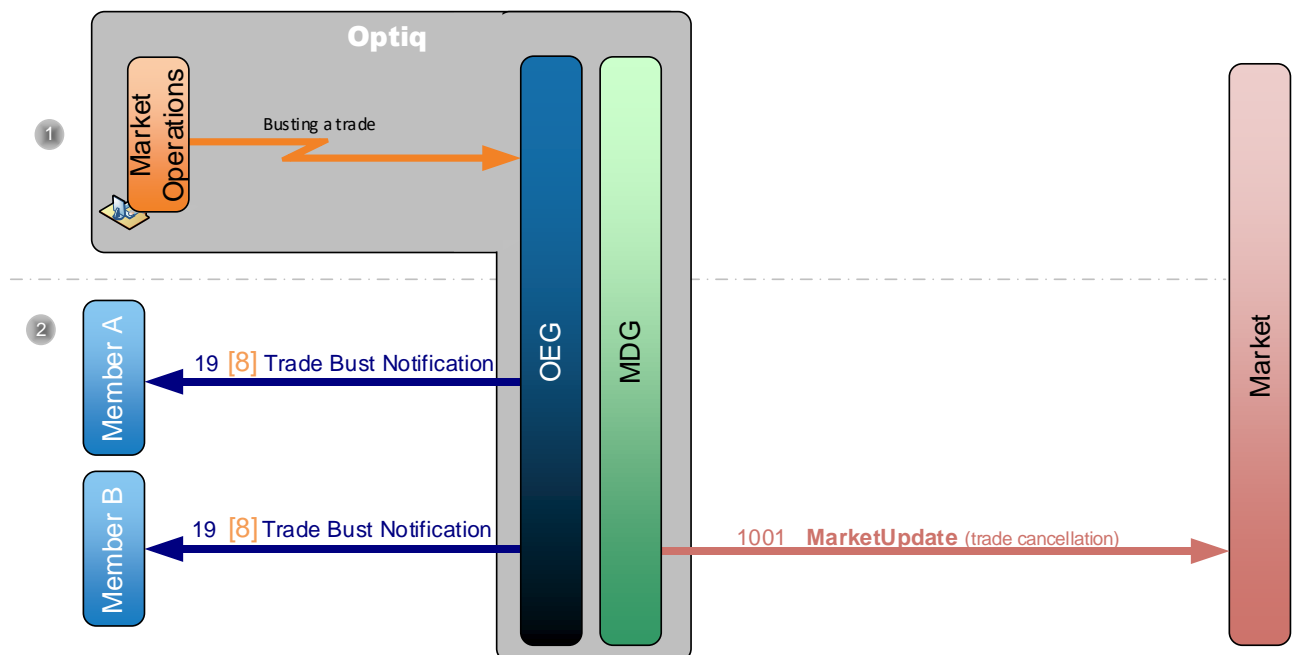 Optiq
1
Market
Operations
Busting a trade
OEG
MDG
Market
2
Member A
19 [8] Trade Bust Notification
Member B
19 [8] Trade Bust Notification
1001 MarketUpdate (trade cancellation)